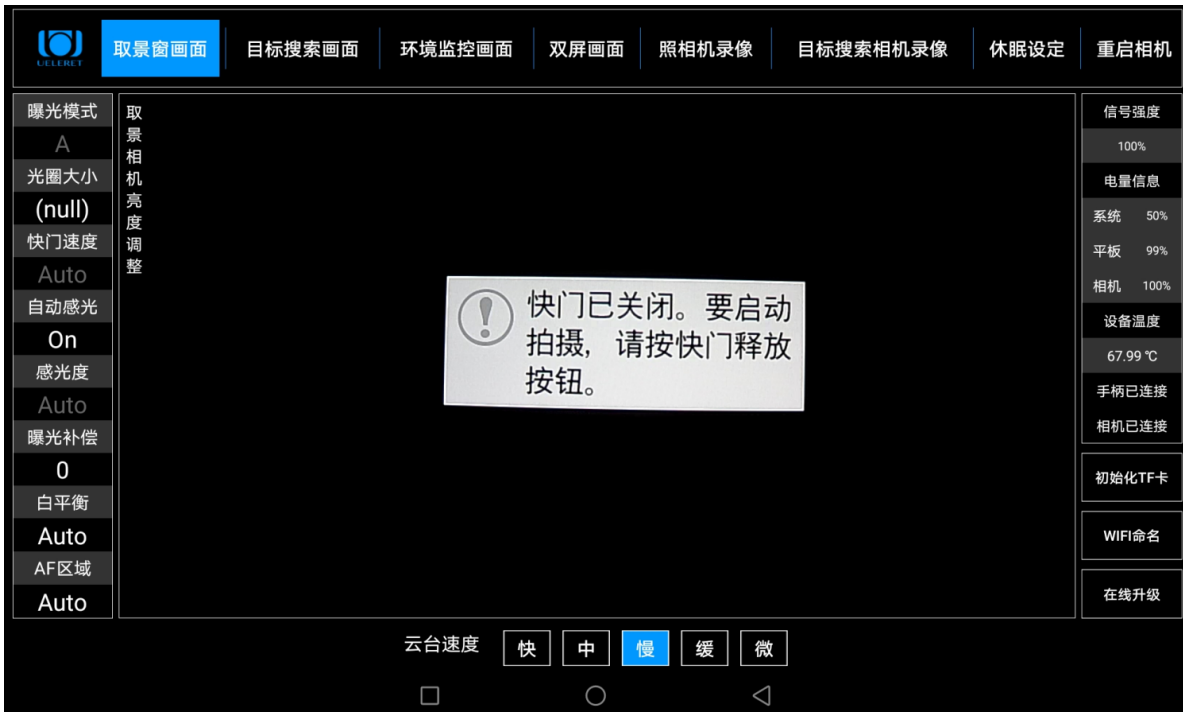 UELERET
取景窗画面
目标搜索画面
环境监控画面
双屏画面
照相机录像
目标搜索相机录像
休眠设定
重启相机
曝光模式
A
光圈大小
(null)
快门速度
Auto
自动感光
On
感光度
Auto
曝光补偿
0
白平衡
Auto
AF区域
Auto
取景相机亮度调整
快门已关闭。要启动
拍摄，请按快门释放
按钮。
信号强度
100%
电量信息
系统 50%
平板 99%
相机 100%
设备温度
67.99 ℃
手柄已连接
相机已连接
初始化TF卡
WIFI命名
在线升级
云台速度 快 中 慢 缓 微